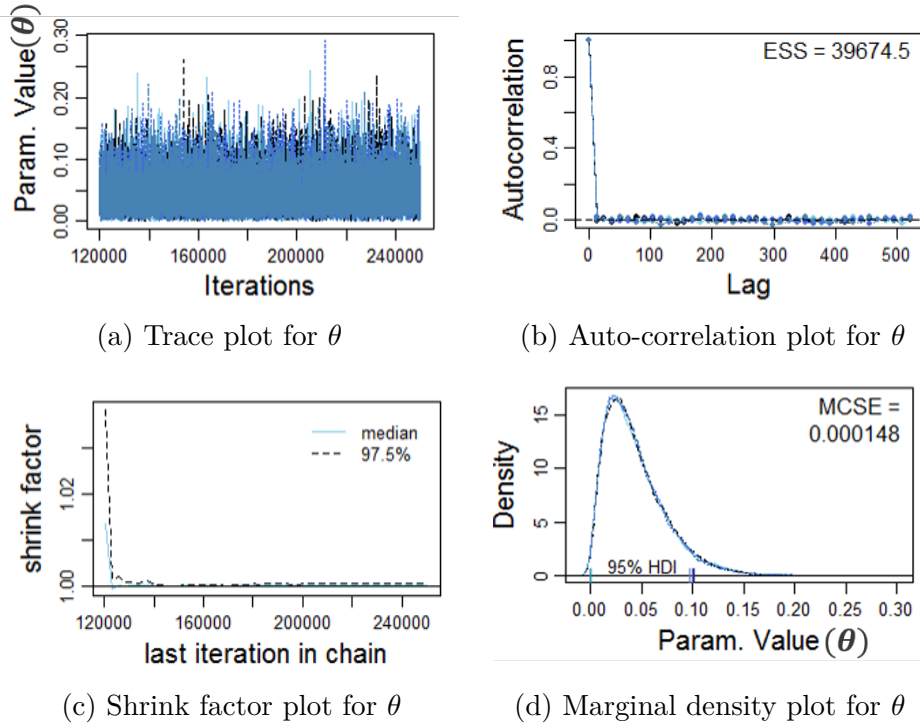 Param. Value(θ)
0.00 0.10 0.20 0.30
120000 160000 200000 240000
Iterations
(a) Trace plot for θ
ESS = 39674.5
Autocorrelation
0.0 0.4 0.8
0 100 200 300 400 500
Lag
(b) Auto-correlation plot for θ
median
97.5%
shrink factor
1.00 1.02
120000 160000 200000 240000
last iteration in chain
(c) Shrink factor plot for θ
MCSE =
0.000148
Density
0 5 10 15
95% HDI
0.00 0.05 0.10 0.15 0.20 0.25 0.30
Param. Value(θ)
(d) Marginal density plot for θ